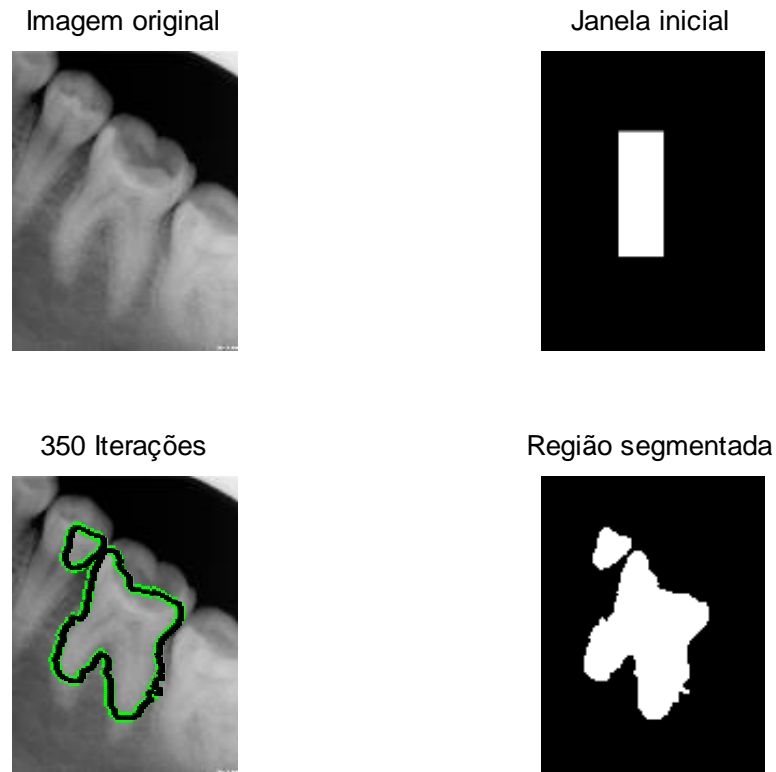 Imagem original
Janela inicial
350 Iterações
Região segmentada